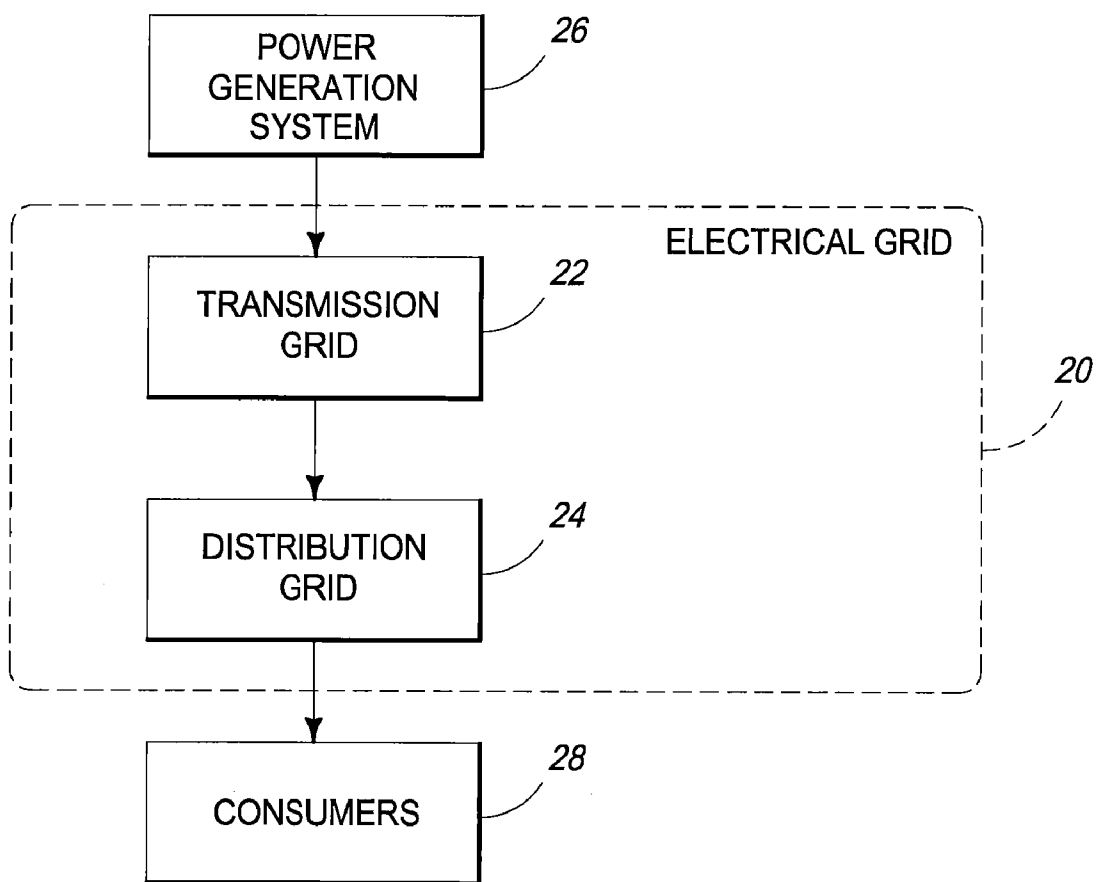 POWER
GENERATION
SYSTEM
26
ELECTRICAL GRID
TRANSMISSION
GRID
22
20
DISTRIBUTION
GRID
24
CONSUMERS
28